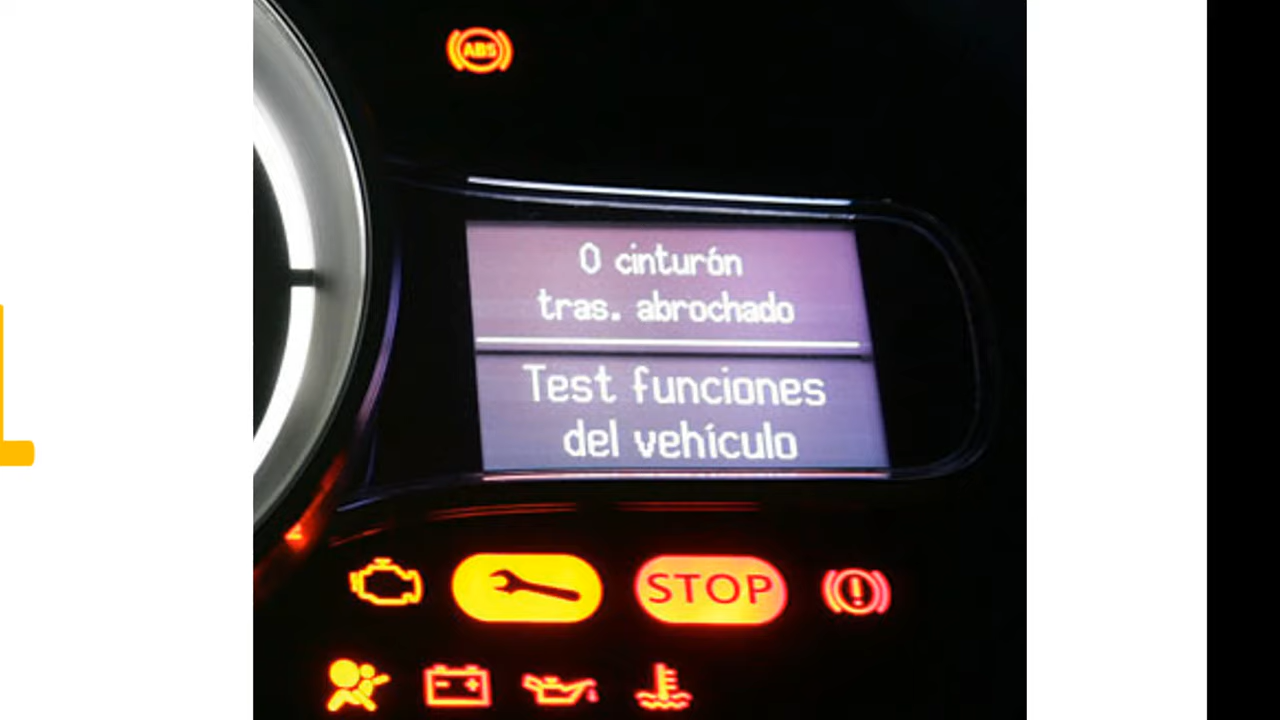 ABS
0 cinturón
tras. abrochado
Test funciones
del vehículo
STOP